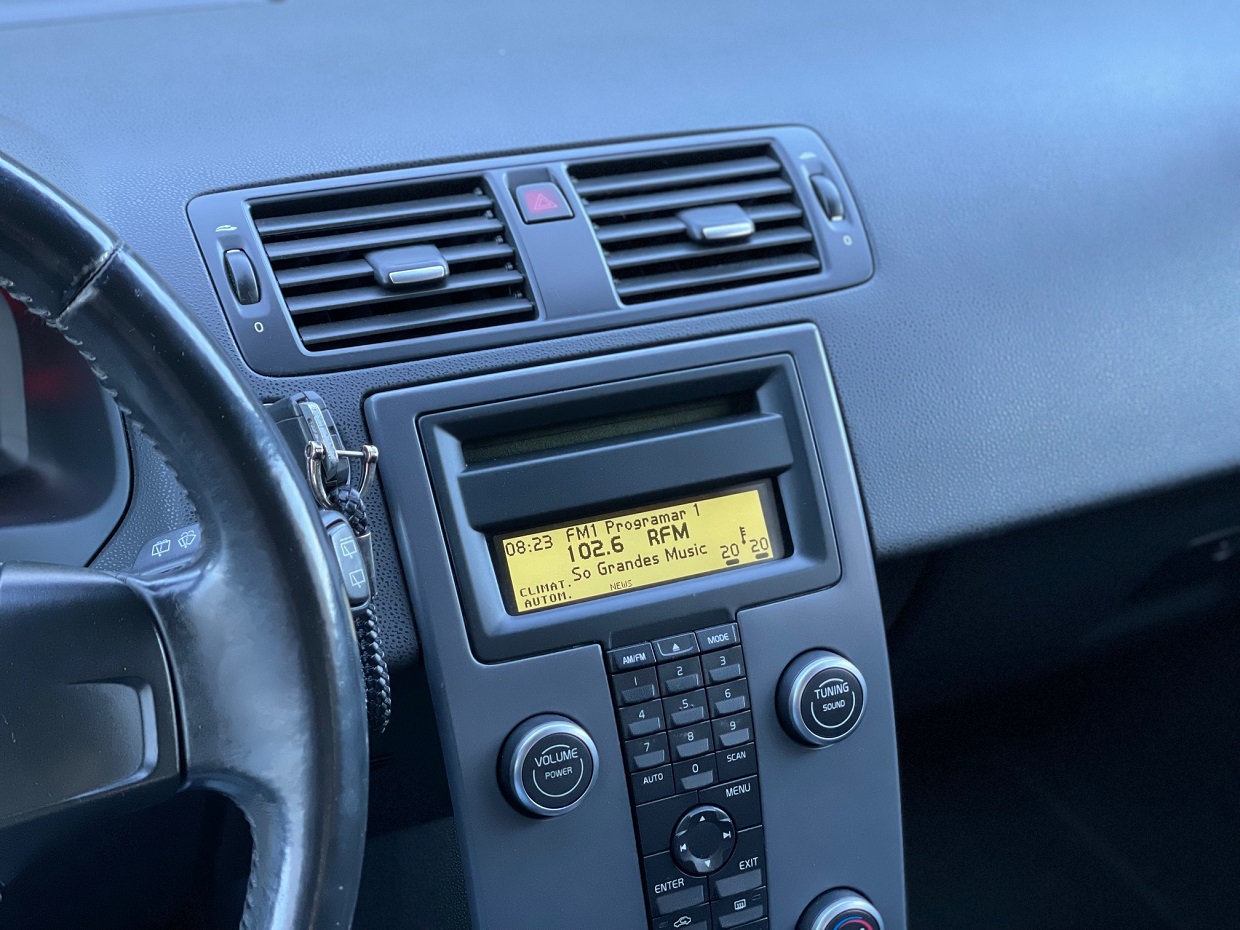 0
0
08:23 FM1 Programar 1
102.6 RFM
So Grandes Music
20 20
CLIMAT.
AUTOM.
NEWS
AM/FM MODE
1 2 3
4 5 6
7 8 9
AUTO 0 SCAN
MENU
EXIT
ENTER
VOLUME
POWER
TUNING
SOUND